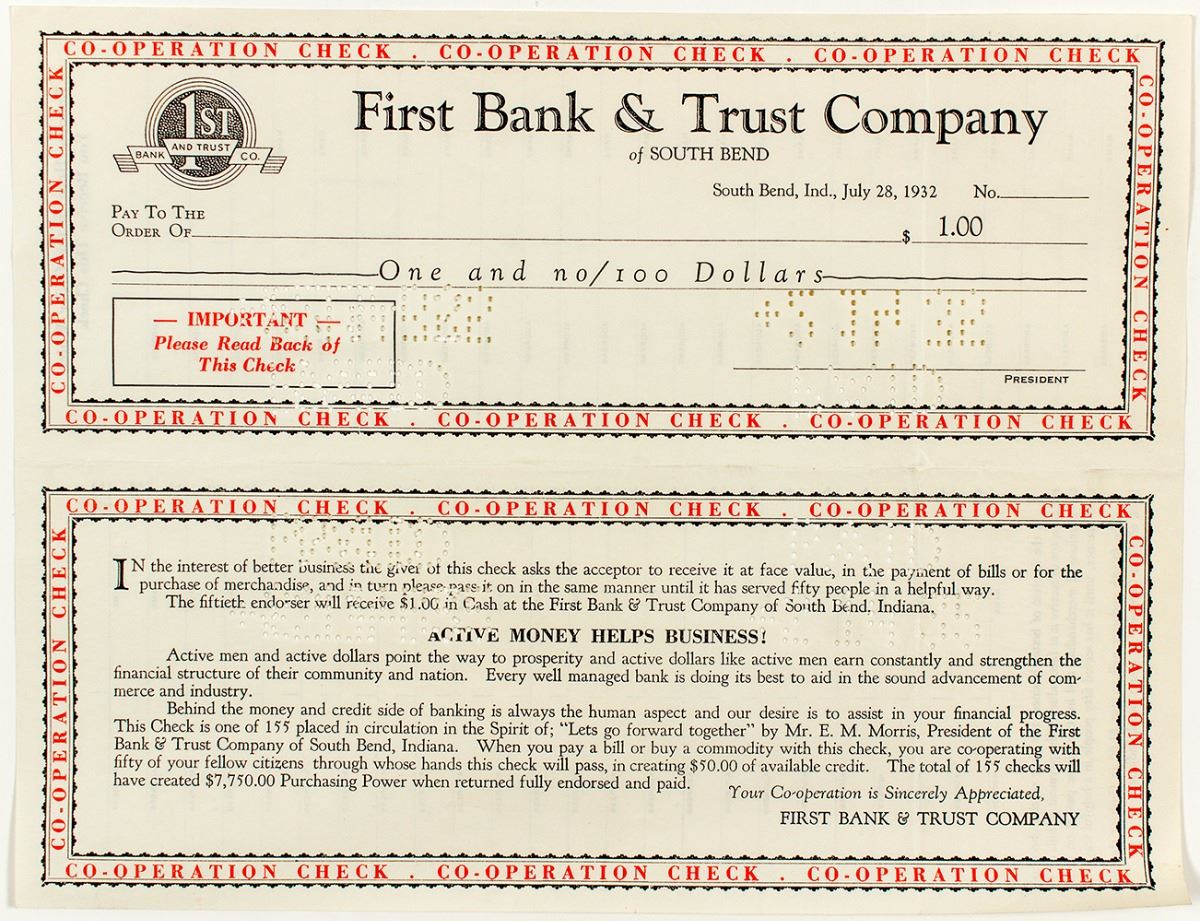 CO-OPERATION CHECK . CO-OPERATION CHECK . CO-OPERATION CHECK
CO-OPERATION CHECK
CO-OPERATION CHECK
1ST
BANK AND TRUST CO.
First Bank & Trust Company
of SOUTH BEND
South Bend, Ind., July 28, 1932 No.
PAY TO THE
ORDER OF $ 1.00
One and no/100 Dollars
— IMPORTANT —
Please Read Back of
This Check
PRESIDENT
CO-OPERATION CHECK . CO-OPERATION CHECK . CO-OPERATION CHECK
CO-OPERATION CHECK . CO-OPERATION CHECK . CO-OPERATION CHECK
CO-OPERATION CHECK
CO-OPERATION CHECK
IN the interest of better business the giver of this check asks the acceptor to receive it at face value, in the payment of bills or for the
purchase of merchandise, and in turn please pass it on in the same manner until it has served fifty people in a helpful way.
The fiftieth endorser will receive $1.00 in Cash at the First Bank & Trust Company of South Bend, Indiana.
ACTIVE MONEY HELPS BUSINESS!
Active men and active dollars point the way to prosperity and active dollars like active men earn constantly and strengthen the
financial structure of their community and nation. Every well managed bank is doing its best to aid in the sound advancement of com-
merce and industry.
Behind the money and credit side of banking is always the human aspect and our desire is to assist in your financial progress.
This Check is one of 155 placed in circulation in the Spirit of; "Lets go forward together" by Mr. E. M. Morris, President of the First
Bank & Trust Company of South Bend, Indiana. When you pay a bill or buy a commodity with this check, you are co-operating with
fifty of your fellow citizens through whose hands this check will pass, in creating $50.00 of available credit. The total of 155 checks will
have created $7,750.00 Purchasing Power when returned fully endorsed and paid.
Your Co-operation is Sincerely Appreciated,
FIRST BANK & TRUST COMPANY
CO-OPERATION CHECK . CO-OPERATION CHECK . CO-OPERATION CHECK